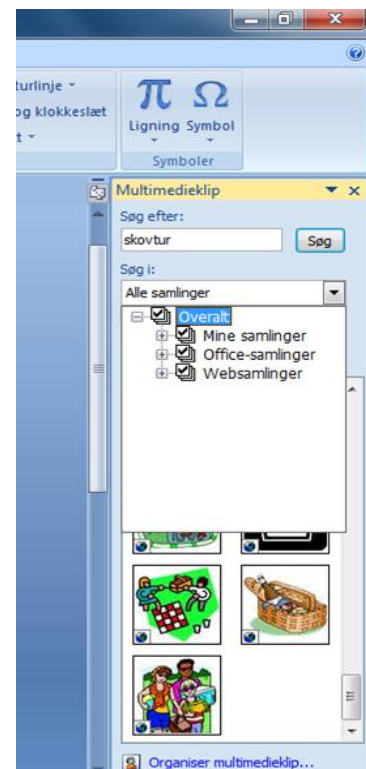 turlinje
og klokkeslæt
t
π Ω
Ligning Symbol
Symboler
Multimedieklip
Søg efter:
skovtur Søg
Søg i:
Alle samlinger
Overalt
Mine samlinger
Office-samlinger
Websamlinger
Organiser multimedieklip...